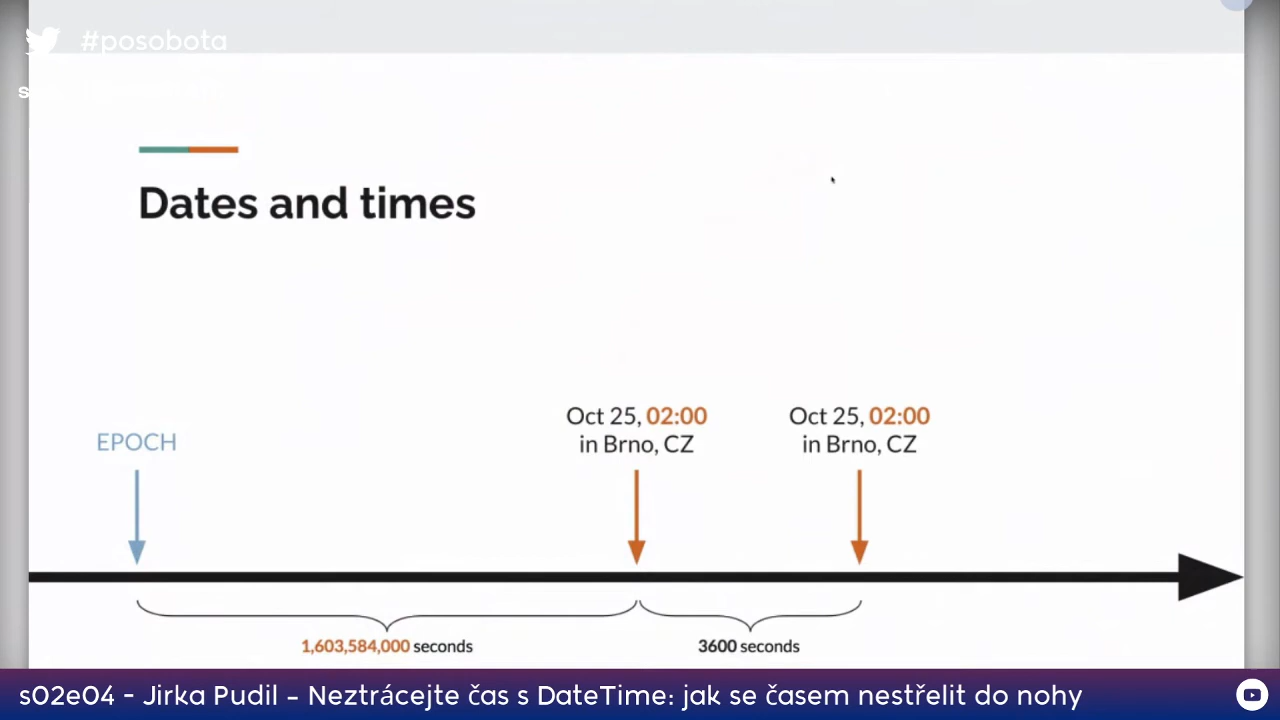 #posobota
Dates and times
Oct 25, 02:00
in Brno, CZ
Oct 25, 02:00
in Brno, CZ
EPOCH
1,603,584,000 seconds
3600 seconds
s02e04 - Jirka Pudil – Neztrácejte čas s DateTime: jak se časem nestřelit do nohy